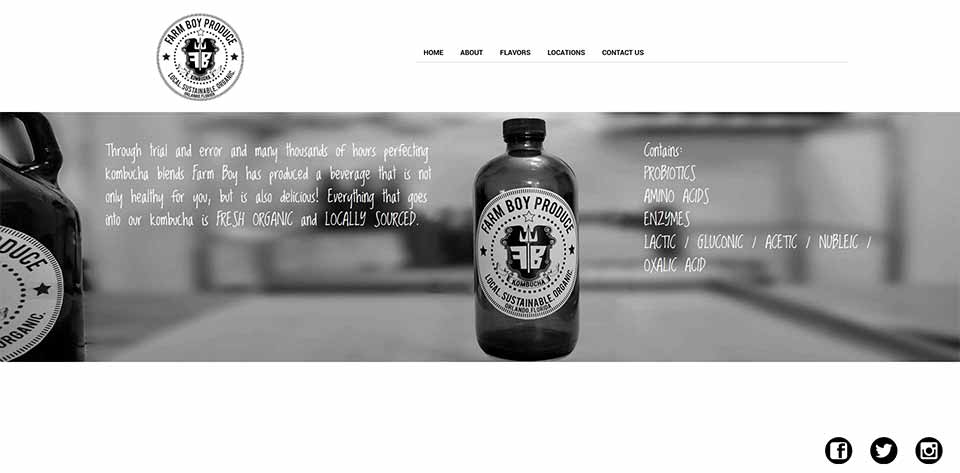 FARM BOY PRODUCE
FB
KOMBUCHA
LOCAL. SUSTAINABLE. ORGANIC.
ORLANDO, FLORIDA
HOME ABOUT FLAVORS LOCATIONS CONTACT US
Through trial and error and many thousands of hours perfecting
kombucha blends Farm Boy has produced a beverage that is not
only healthy for you, but is also delicious! Everything that goes
into our kombucha is FRESH ORGANIC and LOCALLY SOURCED.
DUCE
ORGANIC.
FARM BOY PRODUCE
FB
KOMBUCHA
LOCAL. SUSTAINABLE. ORGANIC.
ORLANDO, FLORIDA
Contains:
PROBIOTICS
AMINO ACIDS
ENZYMES
LACTIC / GLUCONIC / ACETIC / NUBLEIC /
OXALIC ACID